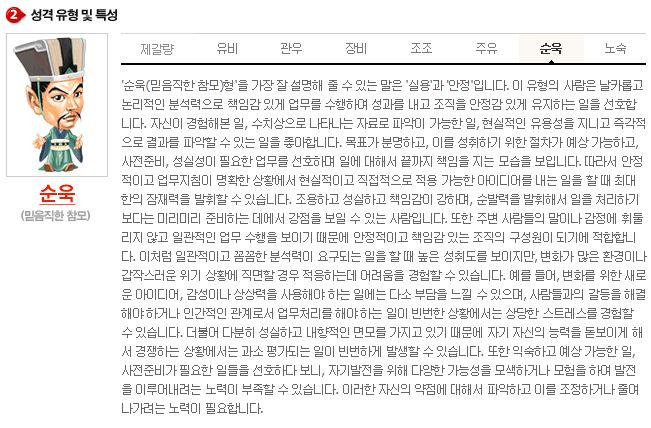 2 성격 유형 및 특성
제갈량 유비 관우 장비 조조 주유 순욱 노숙
순욱
(믿음직한 참모)
'순욱(믿음직한 참모)형'을 가장 잘 설명해 줄 수 있는 말은 '실용'과 '안정'입니다. 이 유형의 사람은 날카롭고
논리적인 분석력으로 책임감 있게 업무를 수행하며 성과를 내고 조직을 안정감 있게 유지하는 일을 선호합
니다. 자신이 경험해본 일, 수치상으로 나타나는 자료로 파악이 가능한 일, 현실적인 유용성을 지니고 즉각적
으로 결과를 파악할 수 있는 일을 좋아합니다. 목표가 분명하고, 이를 성취하기 위한 절차가 예상 가능하고,
사전준비, 성실성이 필요한 업무를 선호하며 일에 대해서 끝까지 책임을 지는 모습을 보입니다. 따라서 안정
적이고 업무지침이 명확한 상황에서 현실적이고 직접적으로 적용 가능한 아이디어를 내는 일을 할 때 최대
한의 잠재력을 발휘할 수 있습니다. 조용하고 성실하고 책임감이 강하며, 순발력을 발휘해서 일을 처리하기
보다는 미리미리 준비하는 데에서 강점을 보일 수 있는 사람입니다. 또한 주변 사람들의 말이나 감정에 휘둘
리지 않고 일관적인 업무 수행을 보이기 때문에 안정적이고 책임감 있는 조직의 구성원이 되기에 적합합니
다. 이처럼 일관적이고 꼼꼼한 분석력이 요구되는 일을 할 때 높은 성취도를 보이지만, 변화가 많은 환경이나
갑작스러운 위기 상황에 직면할 경우 적응하는데 어려움을 경험할 수 있습니다. 예를 들어, 변화를 위한 새로
운 아이디어, 감성이나 상상력을 사용해야 하는 일에는 다소 부담을 느낄 수 있으며, 사람들과의 갈등을 해결
해야 하거나 인간적인 관계로서 업무처리를 해야 하는 일이 빈번한 상황에서는 상당한 스트레스를 경험할
수 있습니다. 더불어 다분히 성실하고 내향적인 면모를 가지고 있기 때문에 자기 자신의 능력을 돋보이게 해
서 경쟁하는 상황에서는 과소 평가되는 일이 빈번하게 발생할 수 있습니다. 또한 익숙하고 예상 가능한 일,
사전준비가 필요한 일들을 선호하다 보니, 자기발전을 위해 다양한 가능성을 모색하거나 모험을 하여 발전
을 이루어내려는 노력이 부족할 수 있습니다. 이러한 자신의 약점에 대해서 파악하고 이를 조정하거나 줄여
나가려는 노력이 필요합니다.